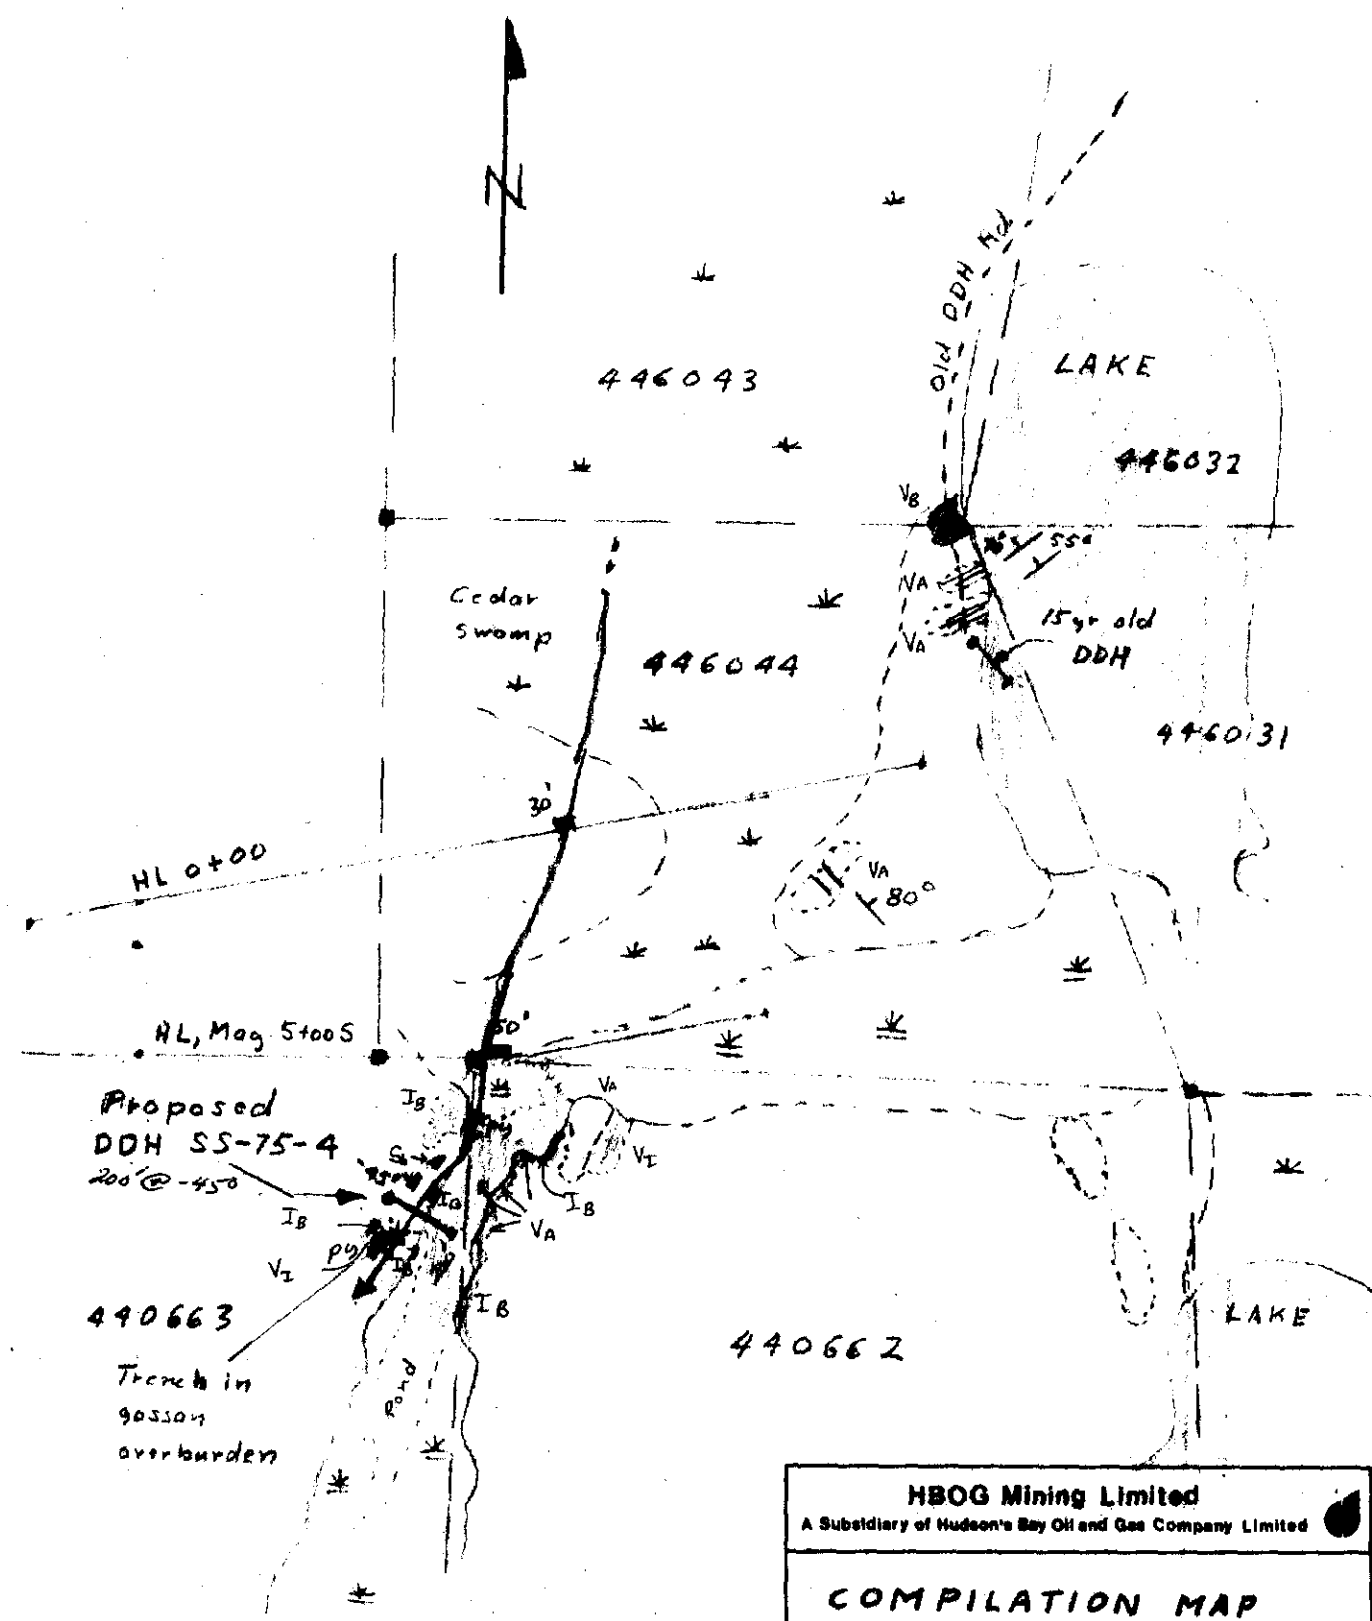 N
Old DDH Rd
LAKE
446043
446032
VB
55°
VA
Cedar
Swamp
VA
15 yr old
DDH
446044
446031
30'
HL 0+00
VA
80°
50'
HL, Mag 5+00S
IB
VA
Proposed
DDH SS-75-4
200' @ -45°
VI
IB
IB
VA
VI
py
IB
440663
LAKE
440662
Trench in
gossan
overburden
Pond
HBOG Mining Limited
A Subsidiary of Hudson's Bay Oil and Gas Company Limited
COMPILATION MAP